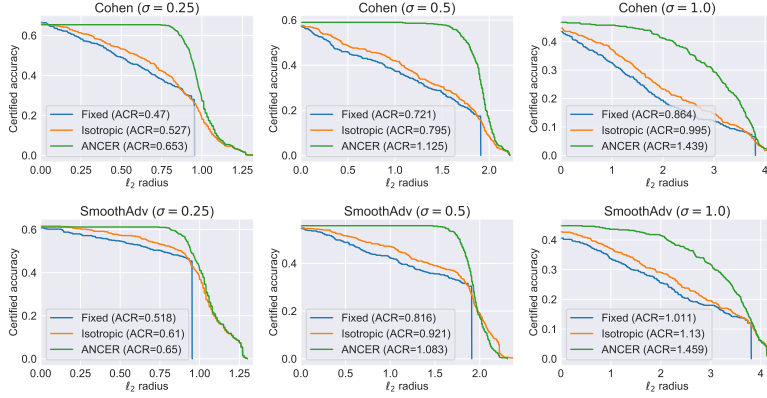 Cohen (σ = 0.25)
Certified accuracy
0.6
0.4
0.2
0.0
Fixed (ACR=0.47)
Isotropic (ACR=0.527)
ANCER (ACR=0.653)
0.00 0.25 0.50 0.75 1.00 1.25
ℓ2 radius
Cohen (σ = 0.5)
Certified accuracy
0.6
0.4
0.2
0.0
Fixed (ACR=0.721)
Isotropic (ACR=0.795)
ANCER (ACR=1.125)
0.0 0.5 1.0 1.5 2.0
ℓ2 radius
Cohen (σ = 1.0)
Certified accuracy
0.4
0.3
0.2
0.1
0.0
Fixed (ACR=0.864)
Isotropic (ACR=0.995)
ANCER (ACR=1.439)
0 1 2 3 4
ℓ2 radius
SmoothAdv (σ = 0.25)
Certified accuracy
0.6
0.4
0.2
0.0
Fixed (ACR=0.518)
Isotropic (ACR=0.61)
ANCER (ACR=0.65)
0.00 0.25 0.50 0.75 1.00 1.25
ℓ2 radius
SmoothAdv (σ = 0.5)
Certified accuracy
0.4
0.2
0.0
Fixed (ACR=0.816)
Isotropic (ACR=0.921)
ANCER (ACR=1.083)
0.0 0.5 1.0 1.5 2.0
ℓ2 radius
SmoothAdv (σ = 1.0)
Certified accuracy
0.4
0.3
0.2
0.1
0.0
Fixed (ACR=1.011)
Isotropic (ACR=1.13)
ANCER (ACR=1.459)
0 1 2 3 4
ℓ2 radius